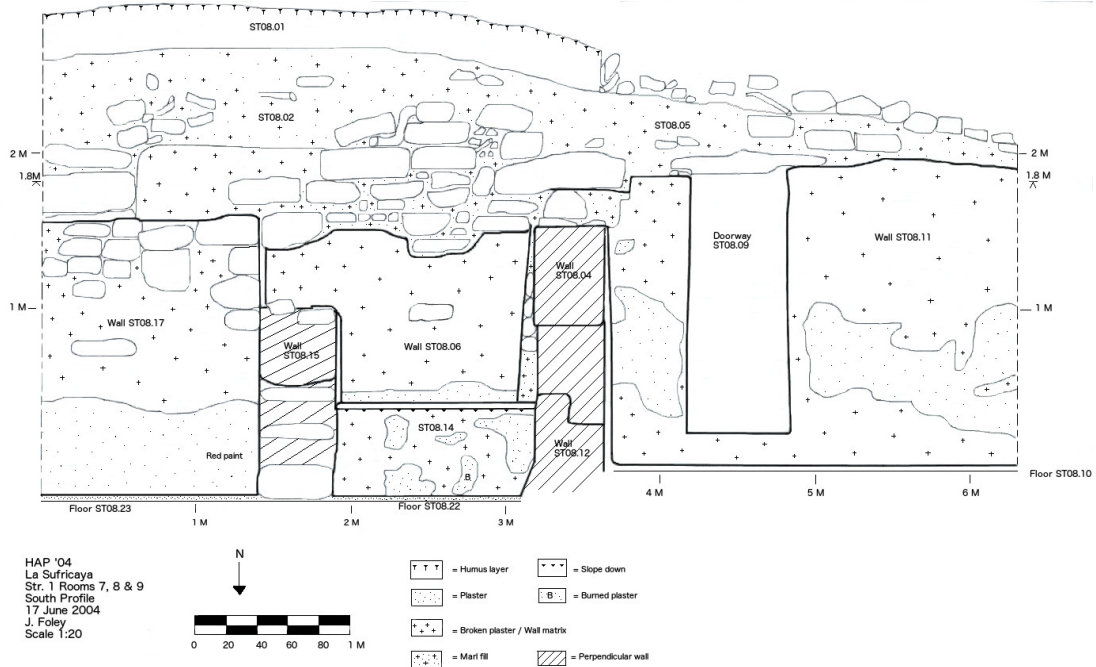 ST08.01
ST08.02
ST08.05
2 M
2 M
1.8M
1.8 M
Doorway
ST08.09
Wall ST08.11
Wall
ST08.04
1 M
1 M
Wall ST08.17
Wall
ST08.15
Wall ST08.06
ST08.14
Red paint
Wall
ST08.12
B
Floor ST08.23
Floor ST08.22
Floor ST08.10
1 M
2 M
3 M
4 M
5 M
6 M
HAP '04
La Sufricaya
Str. 1 Rooms 7, 8 & 9
South Profile
17 June 2004
J. Foley
Scale 1:20
N
0 20 40 60 80 1 M
= Humus layer
= Slope down
= Plaster
B = Burned plaster
= Broken plaster / Wall matrix
= Marl fill
= Perpendicular wall